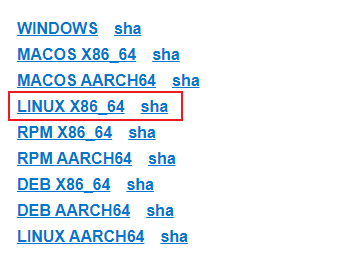 WINDOWS sha
MACOS X86_64 sha
MACOS AARCH64 sha
LINUX X86_64 sha
RPM X86_64 sha
RPM AARCH64 sha
DEB X86_64 sha
DEB AARCH64 sha
LINUX AARCH64 sha